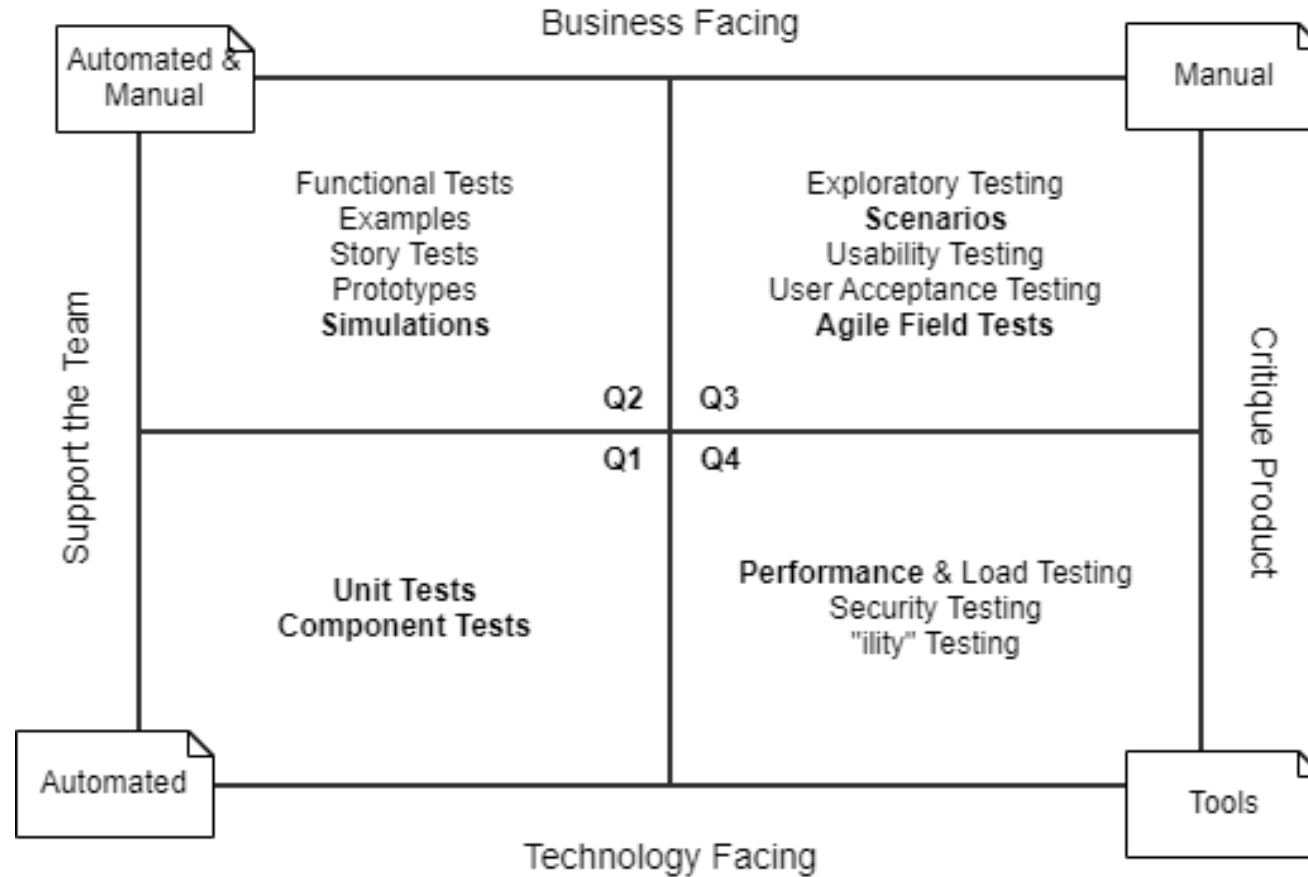 Business Facing
Automated &
Manual
Manual
Functional Tests
Examples
Story Tests
Prototypes
Simulations
Exploratory Testing
Scenarios
Usability Testing
User Acceptance Testing
Agile Field Tests
Support the Team
Critique Product
Q2
Q3
Q1
Q4
Unit Tests
Component Tests
Performance & Load Testing
Security Testing
"ility" Testing
Automated
Tools
Technology Facing